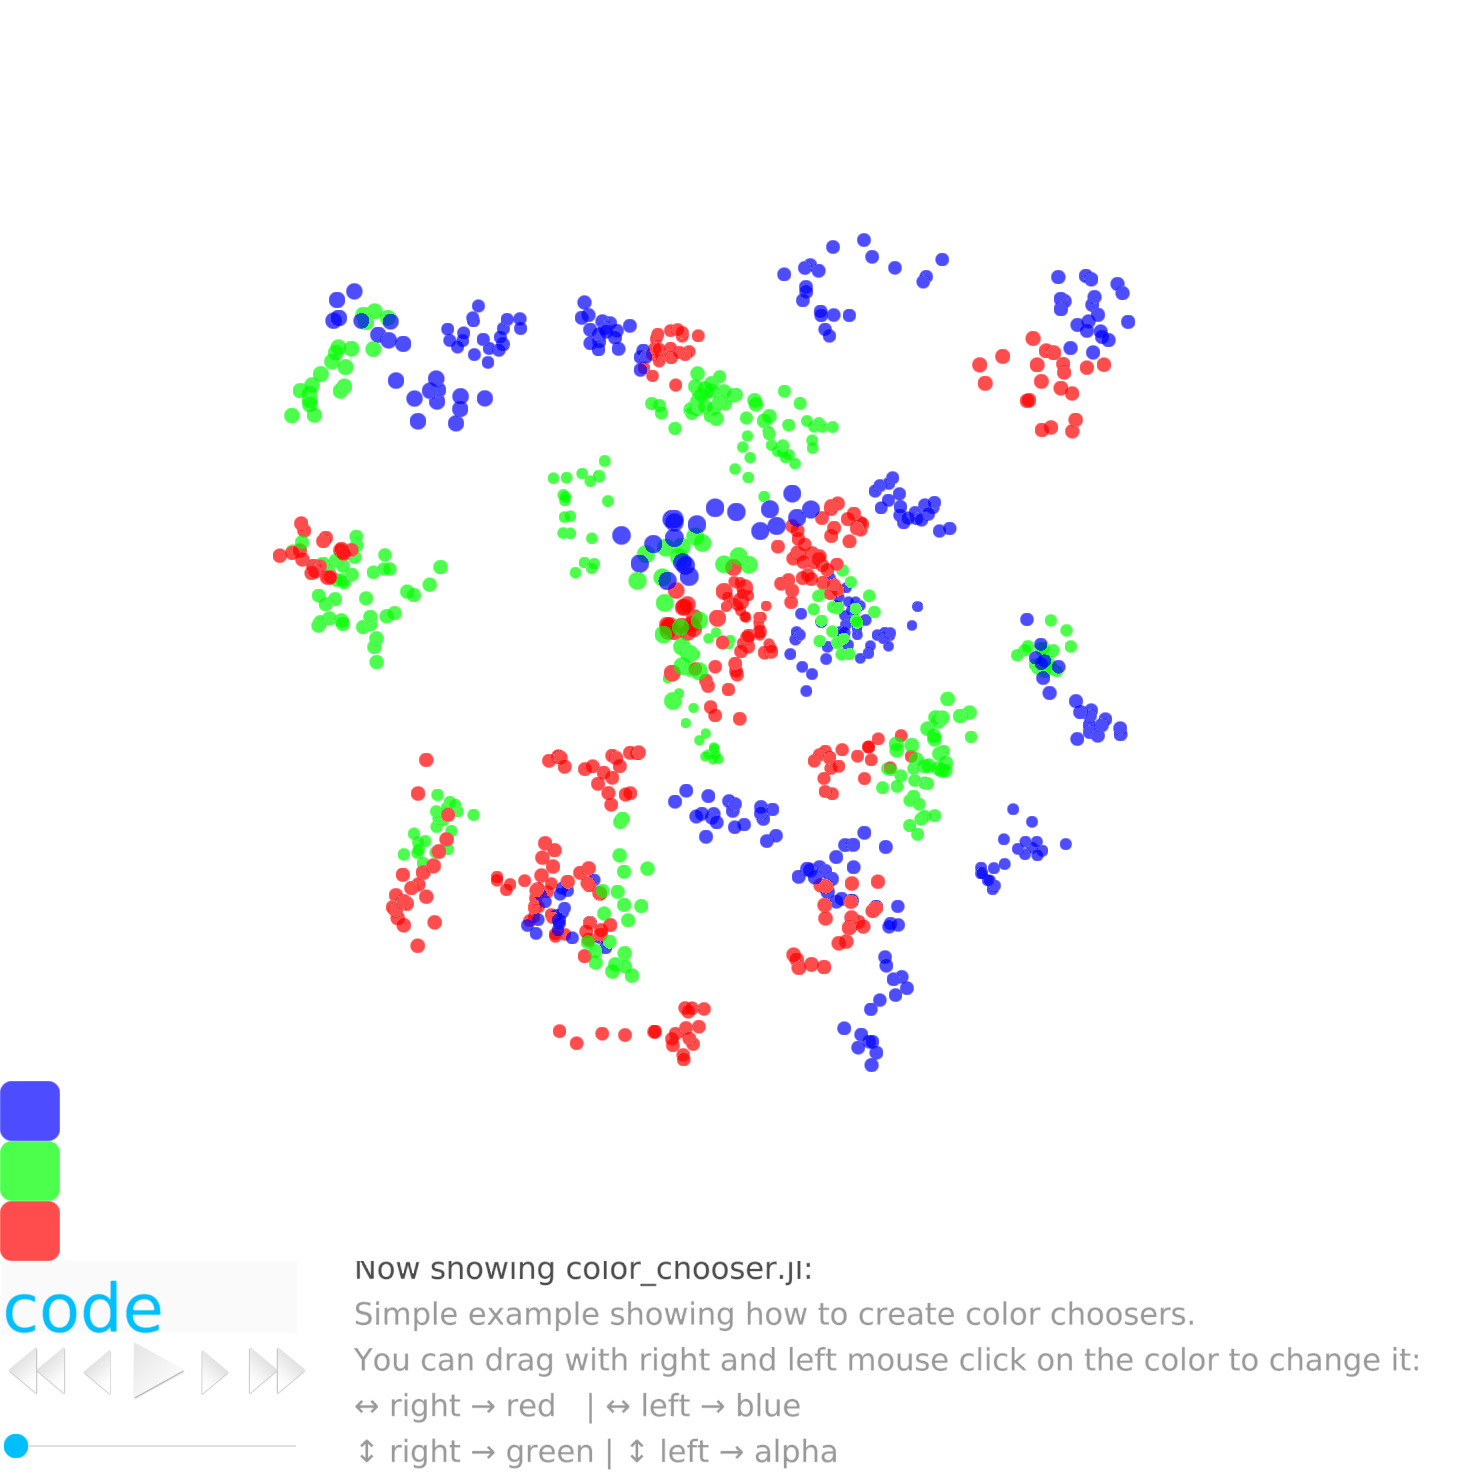 Now showing color_chooser.jl:
code
Simple example showing how to create color choosers.
You can drag with right and left mouse click on the color to change it:
↔ right → red | ↔ left → blue
↕ right → green | ↕ left → alpha